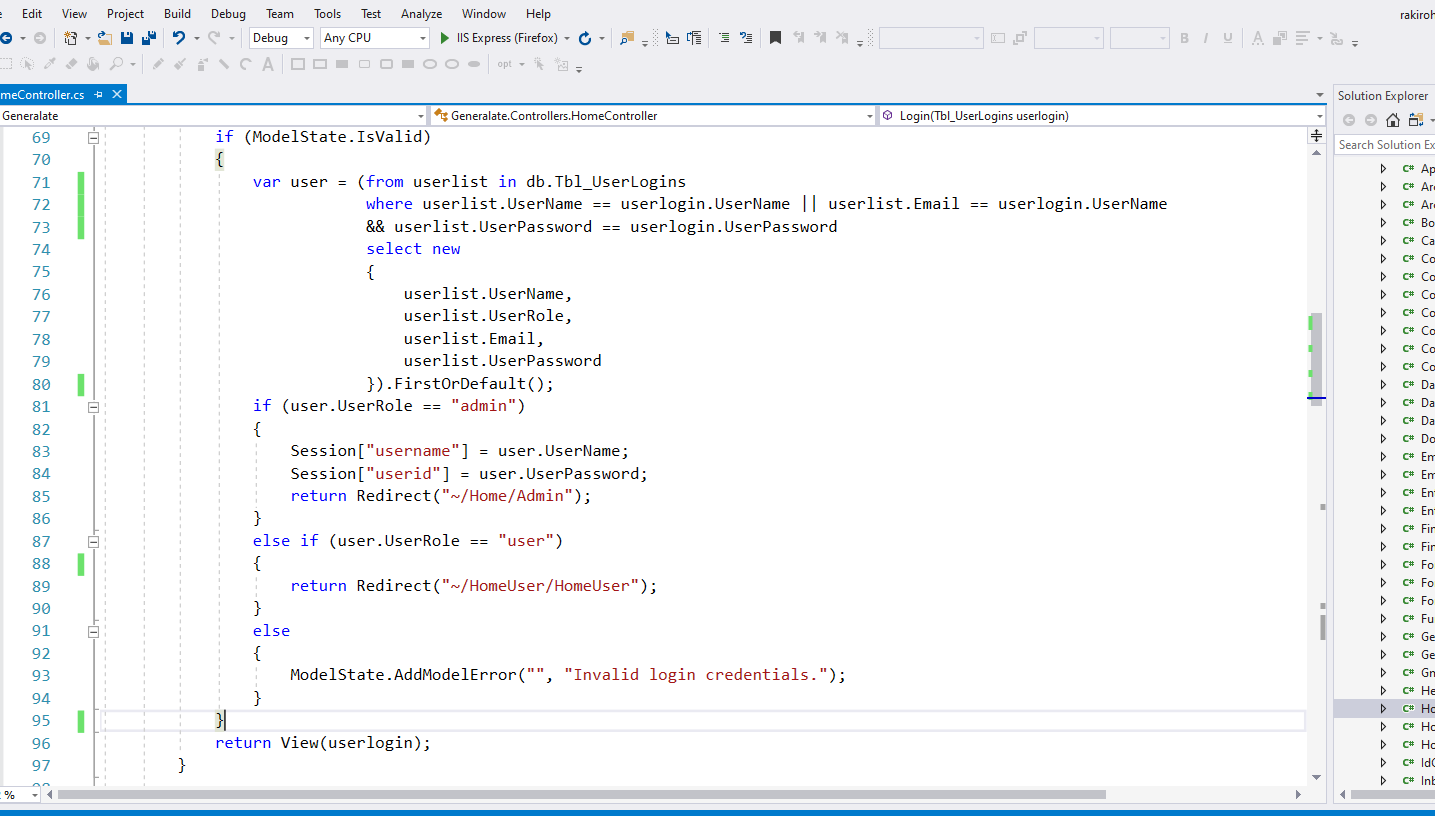 Edit View Project Build Debug Team Tools Test Analyze Window Help
rakiroh
Debug Any CPU IIS Express (Firefox) B I U A
A opt
meController.cs
Solution Explorer
Generalate Generalate.Controllers.HomeController Login(Tbl_UserLogins userlogin)
Search Solution Ex
69 if (ModelState.IsValid)
70 {
71 var user = (from userlist in db.Tbl_UserLogins
72 where userlist.UserName == userlogin.UserName || userlist.Email == userlogin.UserName
73 && userlist.UserPassword == userlogin.UserPassword
74 select new
75 {
76 userlist.UserName,
77 userlist.UserRole,
78 userlist.Email,
79 userlist.UserPassword
80 }).FirstOrDefault();
81 if (user.UserRole == "admin")
82 {
83 Session["username"] = user.UserName;
84 Session["userid"] = user.UserPassword;
85 return Redirect("~/Home/Admin");
86 }
87 else if (user.UserRole == "user")
88 {
89 return Redirect("~/HomeUser/HomeUser");
90 }
91 else
92 {
93 ModelState.AddModelError("", "Invalid login credentials.");
94 }
95 }
96 return View(userlogin);
97 }
%
C# Ap
C# Are
C# Are
C# Bo
C# Ca
C# Co
C# Co
C# Co
C# Co
C# Co
C# Co
C# Co
C# Da
C# Da
C# Da
C# Do
C# Em
C# Em
C# Ent
C# Ent
C# Fin
C# Fin
C# Fo
C# Fo
C# Fo
C# Fu
C# Ge
C# Ge
C# Gn
C# He
C# Ho
C# Ho
C# Ho
C# IdC
C# Inb